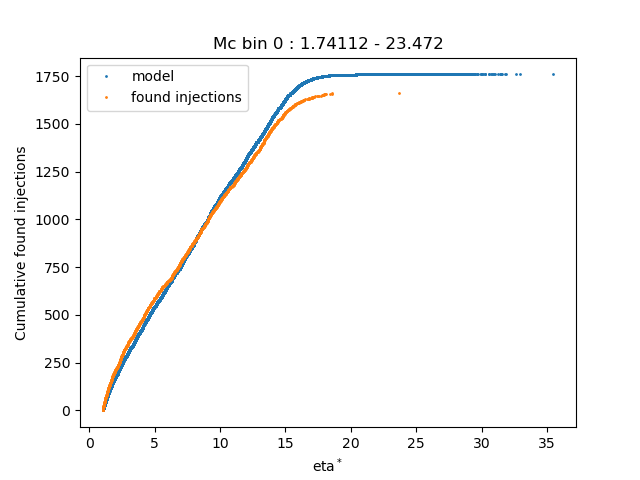 Mc bin 0 : 1.74112 - 23.472
model
found injections
Cumulative found injections
1750
1500
1250
1000
750
500
250
0
0 5 10 15 20 25 30 35
eta*